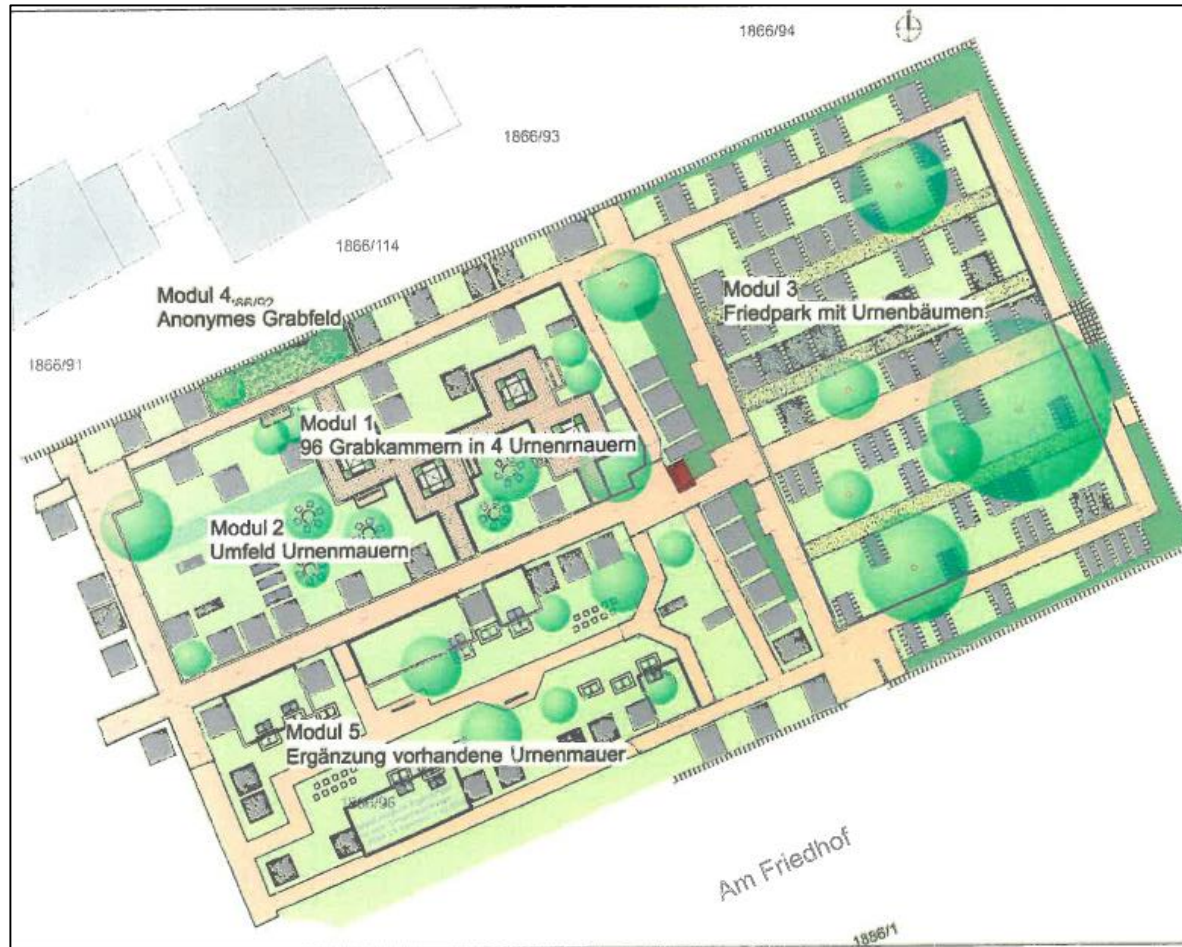 1866/94
1866/93
1866/114
Modul 4
Anonymes Grabfeld
1866/91
Modul 3
Friedpark mit Urnenbäumen
Modul 1
96 Grabkammern in 4 Urnenmauern
Modul 2
Umfeld Urnenmauern
Modul 5
Ergänzung vorhandene Urnenmauer
1866/96
Am Friedhof
1886/1